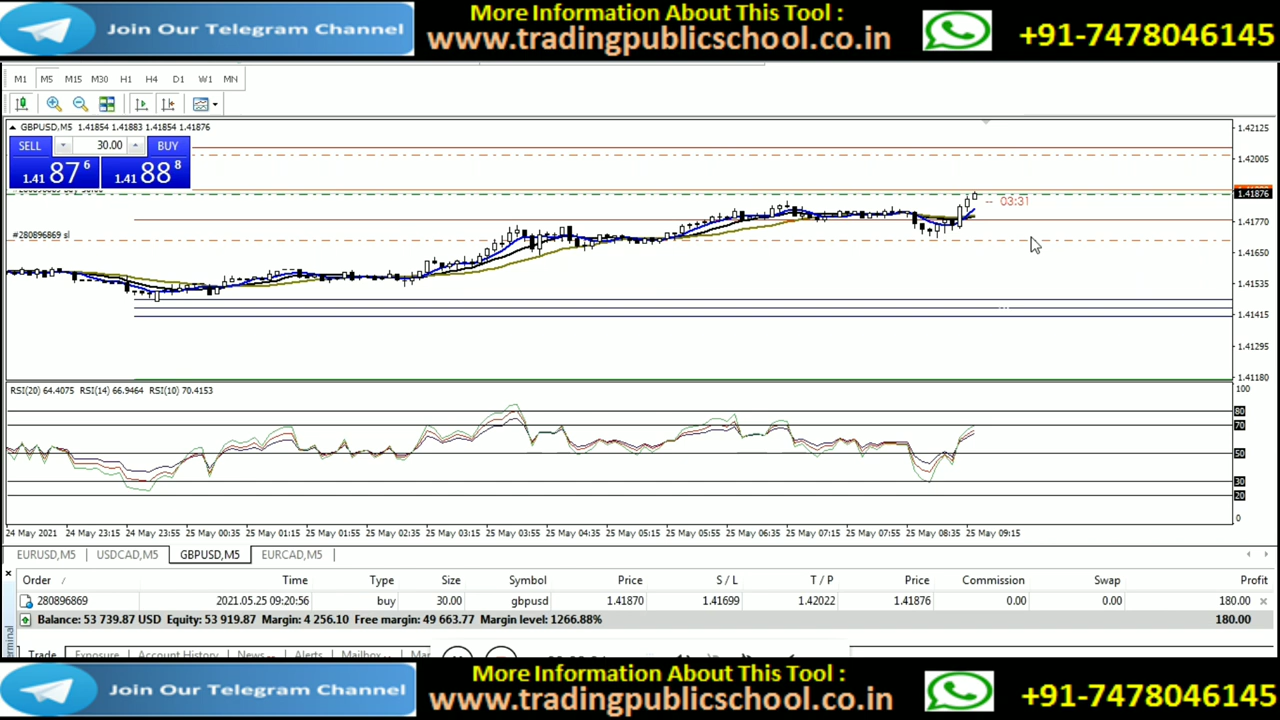 Join Our Telegram Channel
More Information About This Tool :
www.tradingpublicschool.co.in
+91-7478046145
M1 M5 M15 M30 H1 H4 D1 W1 MN
GBPUSD,M5 1.41854 1.41883 1.41854 1.41876
SELL 30.00 BUY
1.41 87 6 1.41 88 8
#280896869 sl
-- 03:31
1.42125
1.42005
1.41876
1.41770
1.41650
1.41535
1.41415
1.41295
1.41180
RSI(20) 64.4075 RSI(14) 66.9464 RSI(10) 70.4153
100
80
70
50
30
20
0
24 May 2021 24 May 23:15 24 May 23:55 25 May 00:35 25 May 01:15 25 May 01:55 25 May 02:35 25 May 03:15 25 May 03:55 25 May 04:35 25 May 05:15 25 May 05:55 25 May 06:35 25 May 07:15 25 May 07:55 25 May 08:35 25 May 09:15
EURUSD,M5 USDCAD,M5 GBPUSD,M5 EURCAD,M5
Order / Time Type Size Symbol Price S / L T / P Price Commission Swap Profit
280896869 2021.05.25 09:20:56 buy 30.00 gbpusd 1.41870 1.41699 1.42022 1.41876 0.00 0.00 180.00
Balance: 53 739.87 USD Equity: 53 919.87 Margin: 4 256.10 Free margin: 49 663.77 Margin level: 1266.88% 180.00
Trade Exposure Account History News Alerts Mailbox
Join Our Telegram Channel
More Information About This Tool :
www.tradingpublicschool.co.in
+91-7478046145